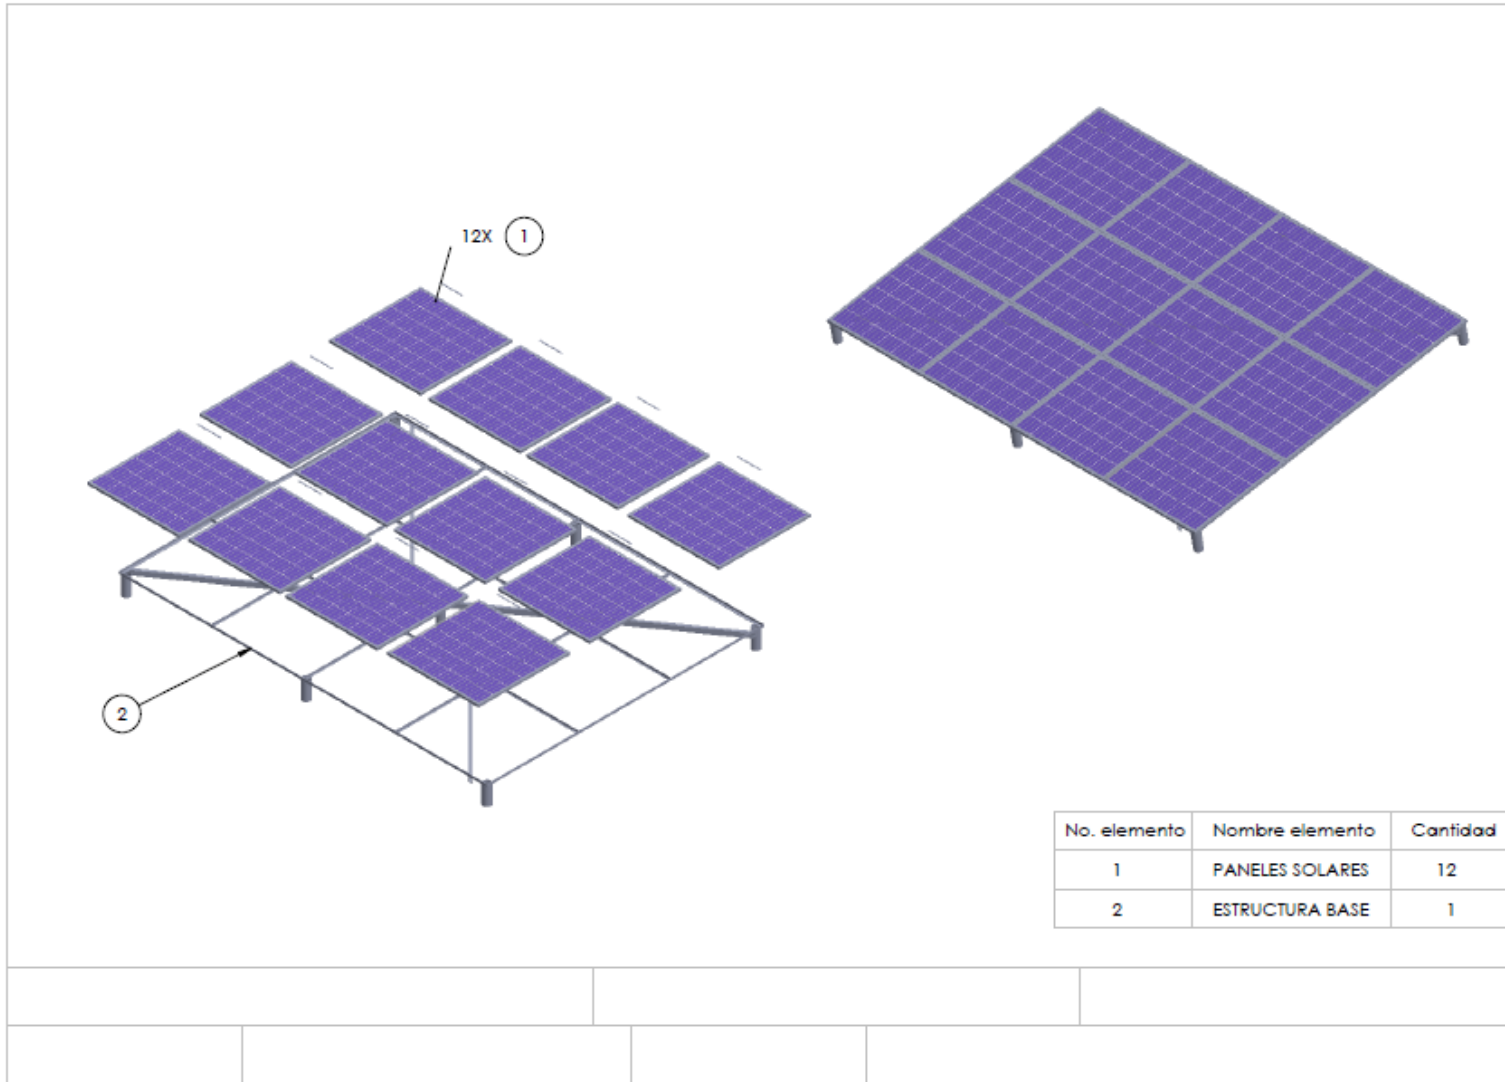 12X 1
2
No. elemento Nombre elemento Cantidad
1 PANELES SOLARES 12
2 ESTRUCTURA BASE 1